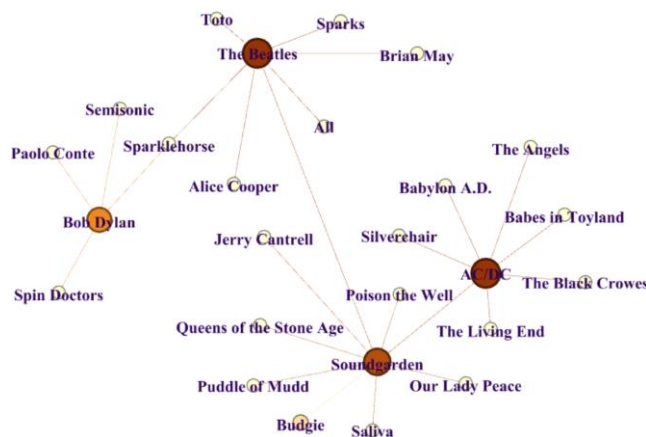 Toto
Sparks
The Beatles
Brian May
Semisonic
All
Paolo Conte
Sparklehorse
The Angels
Alice Cooper
Babylon A.D.
Bob Dylan
Babes in Toyland
Jerry Cantrell
Silverchair
AC/DC
The Black Crowes
Spin Doctors
Poison the Well
Queens of the Stone Age
The Living End
Soundgarden
Puddle of Mudd
Our Lady Peace
Budgie
Saliva